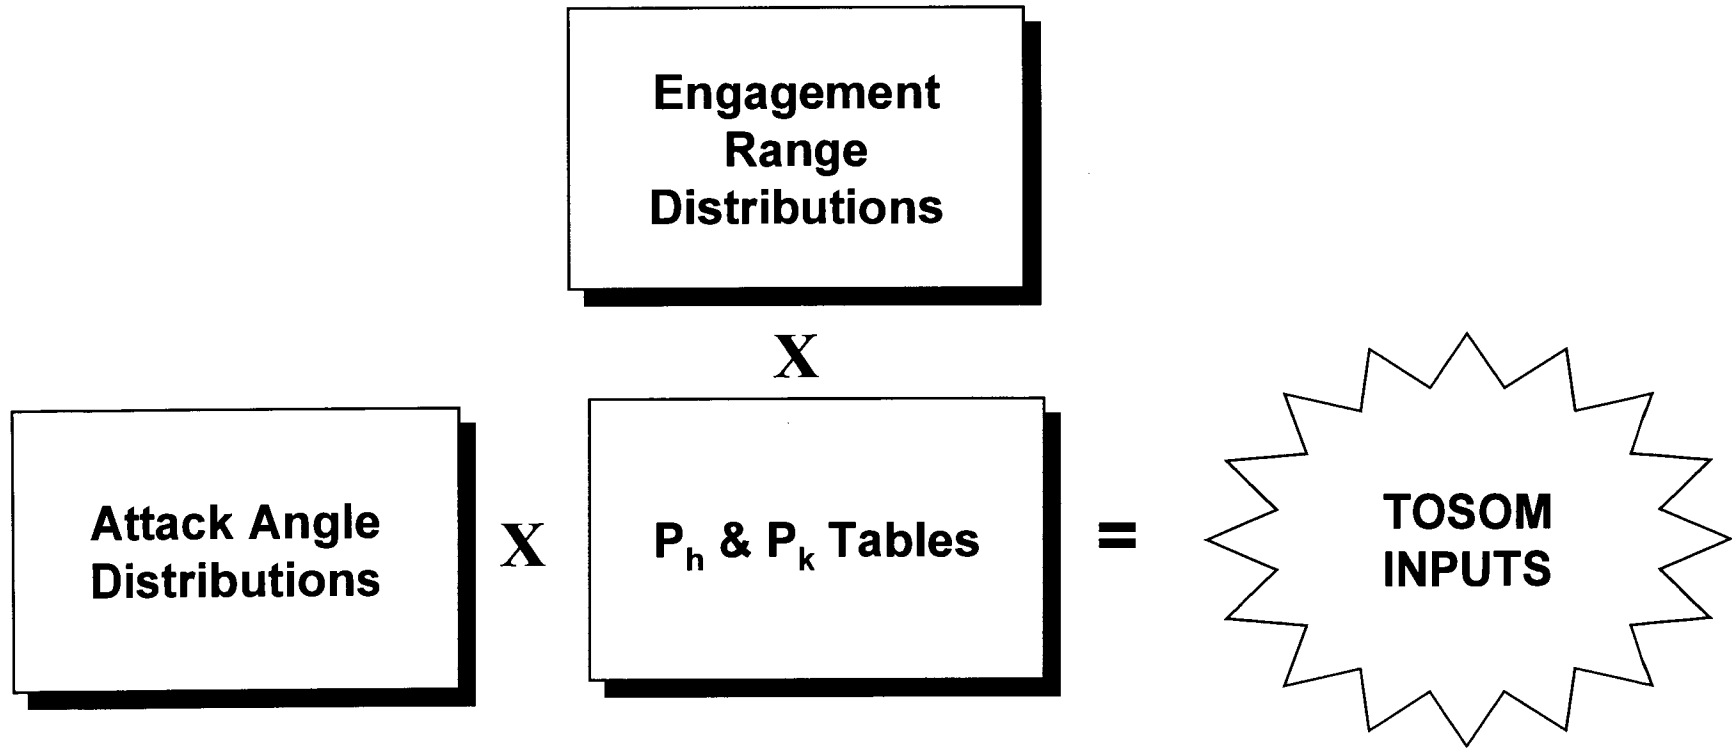 Engagement
Range
Distributions
X
Attack Angle
Distributions
X
Pₕ & Pₖ Tables
=
TOSOM
INPUTS